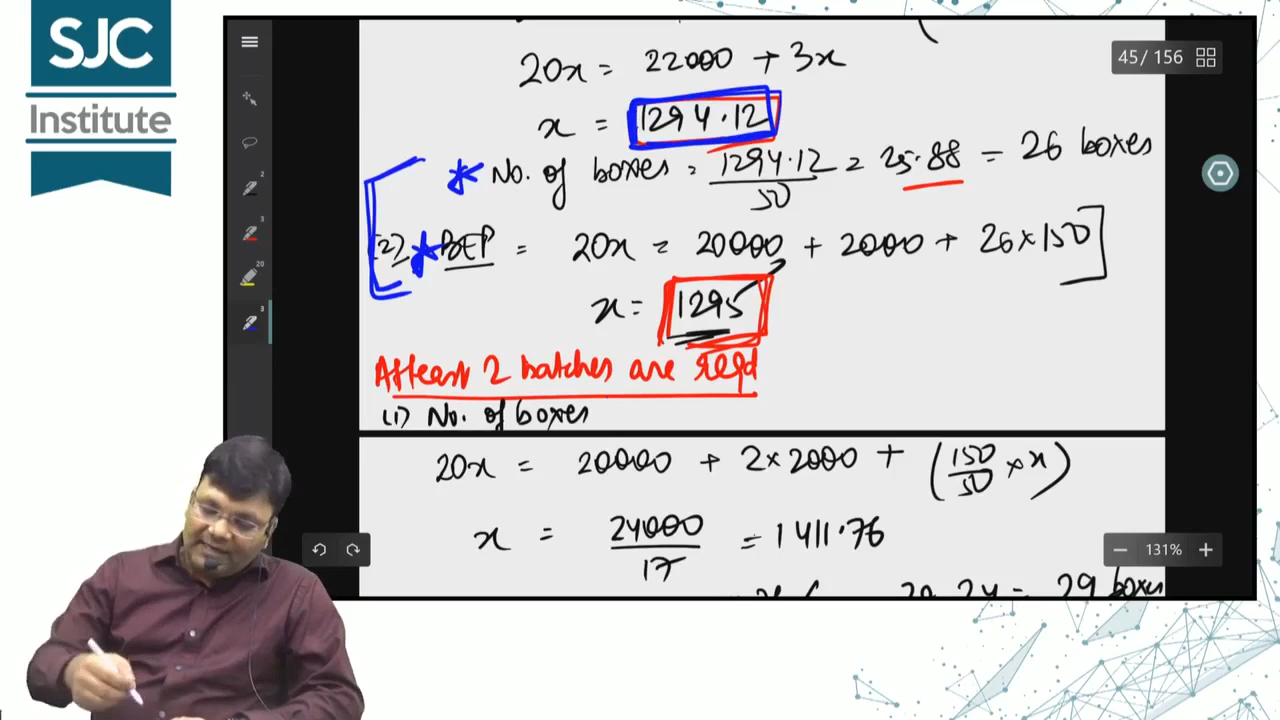 SJC
Institute
45 / 156
20x = 22000 + 3x
x = 1294.12
* No. of boxes = 1294.12/50 = 25.88 = 26 boxes
(2) * BEP = 20x = 20000 + 2000 + 26×150
x = 1295
Atleast 2 batches are reqd
(1) No. of boxes
20x = 20000 + 2×2000 + (150/50 × x)
x = 24000/17 = 1411.76
= 29 boxes
131%